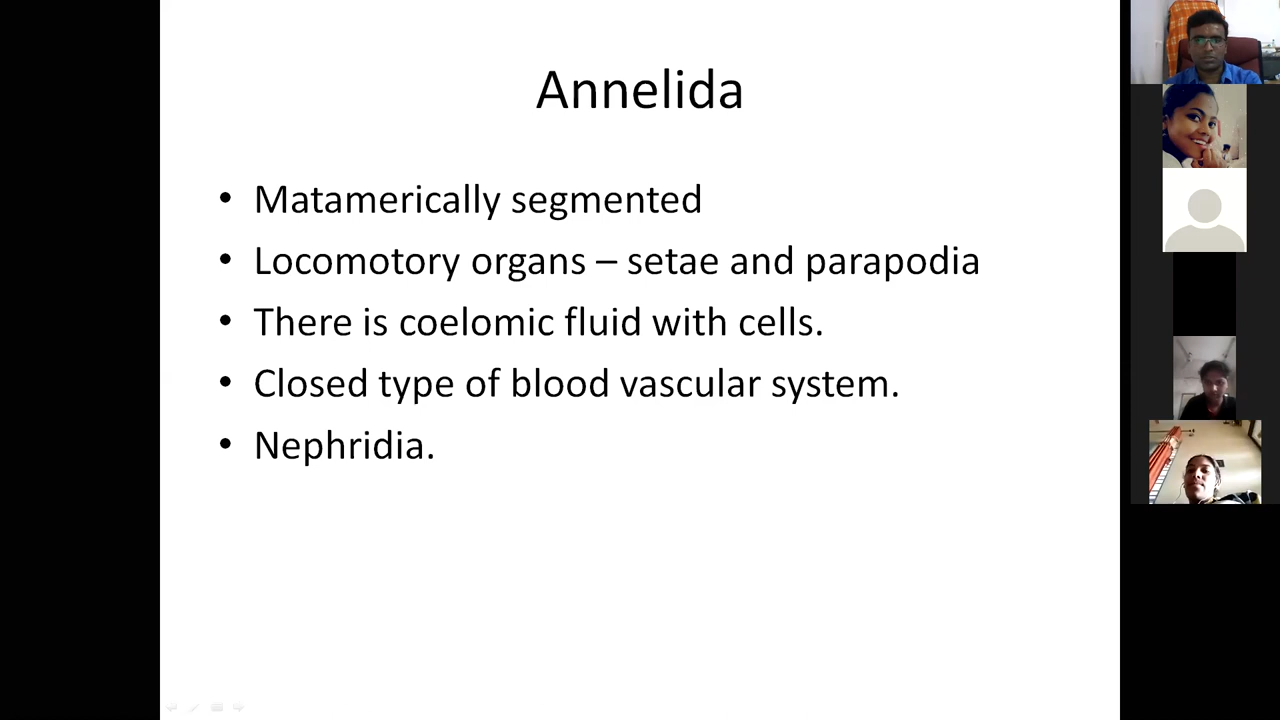 Annelida
• Matamerically segmented
• Locomotory organs – setae and parapodia
• There is coelomic fluid with cells.
• Closed type of blood vascular system.
• Nephridia.